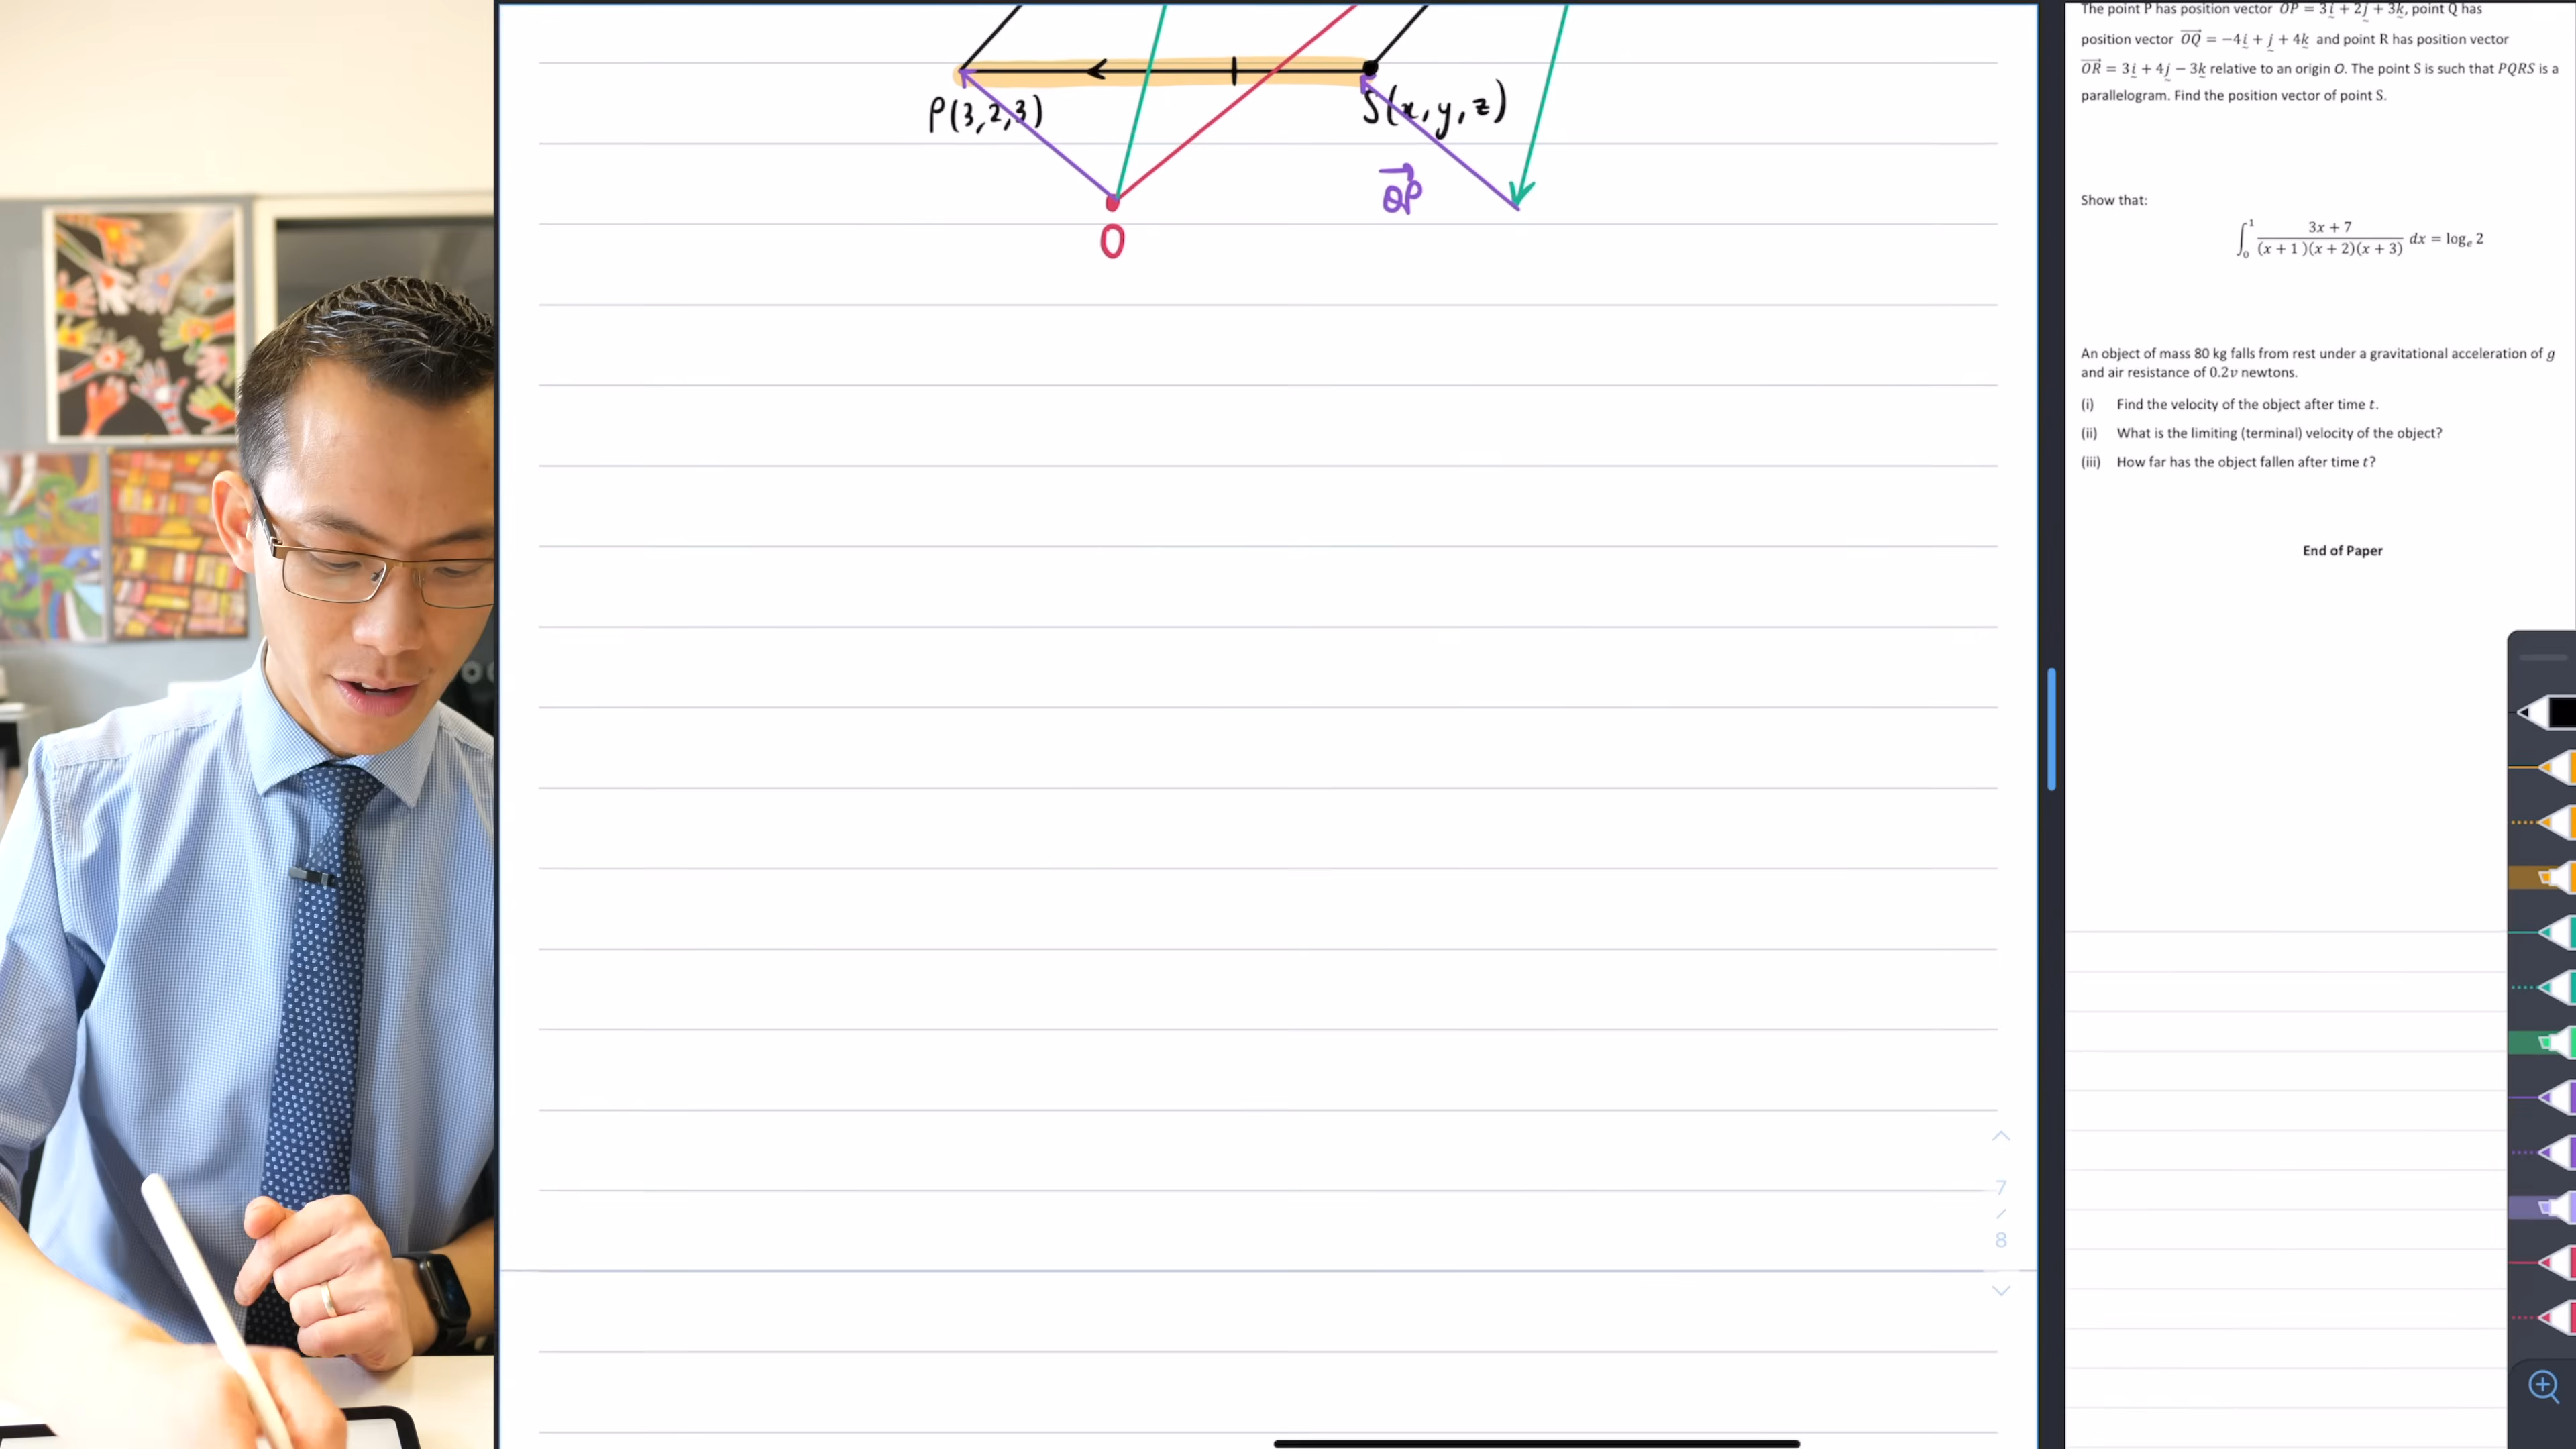 P(3,2,3)
S(x,y,z)
OP
O
7
/
8
The point P has position vector OP = 3i + 2j + 3k, point Q has
position vector OQ = −4i + j + 4k and point R has position vector
OR = 3i + 4j − 3k relative to an origin O. The point S is such that PQRS is a
parallelogram. Find the position vector of point S.
Show that:
∫₀¹ (3x + 7)/((x + 1)(x + 2)(x + 3)) dx = logₑ 2
An object of mass 80 kg falls from rest under a gravitational acceleration of g
and air resistance of 0.2v newtons.
(i) Find the velocity of the object after time t.
(ii) What is the limiting (terminal) velocity of the object?
(iii) How far has the object fallen after time t?
End of Paper